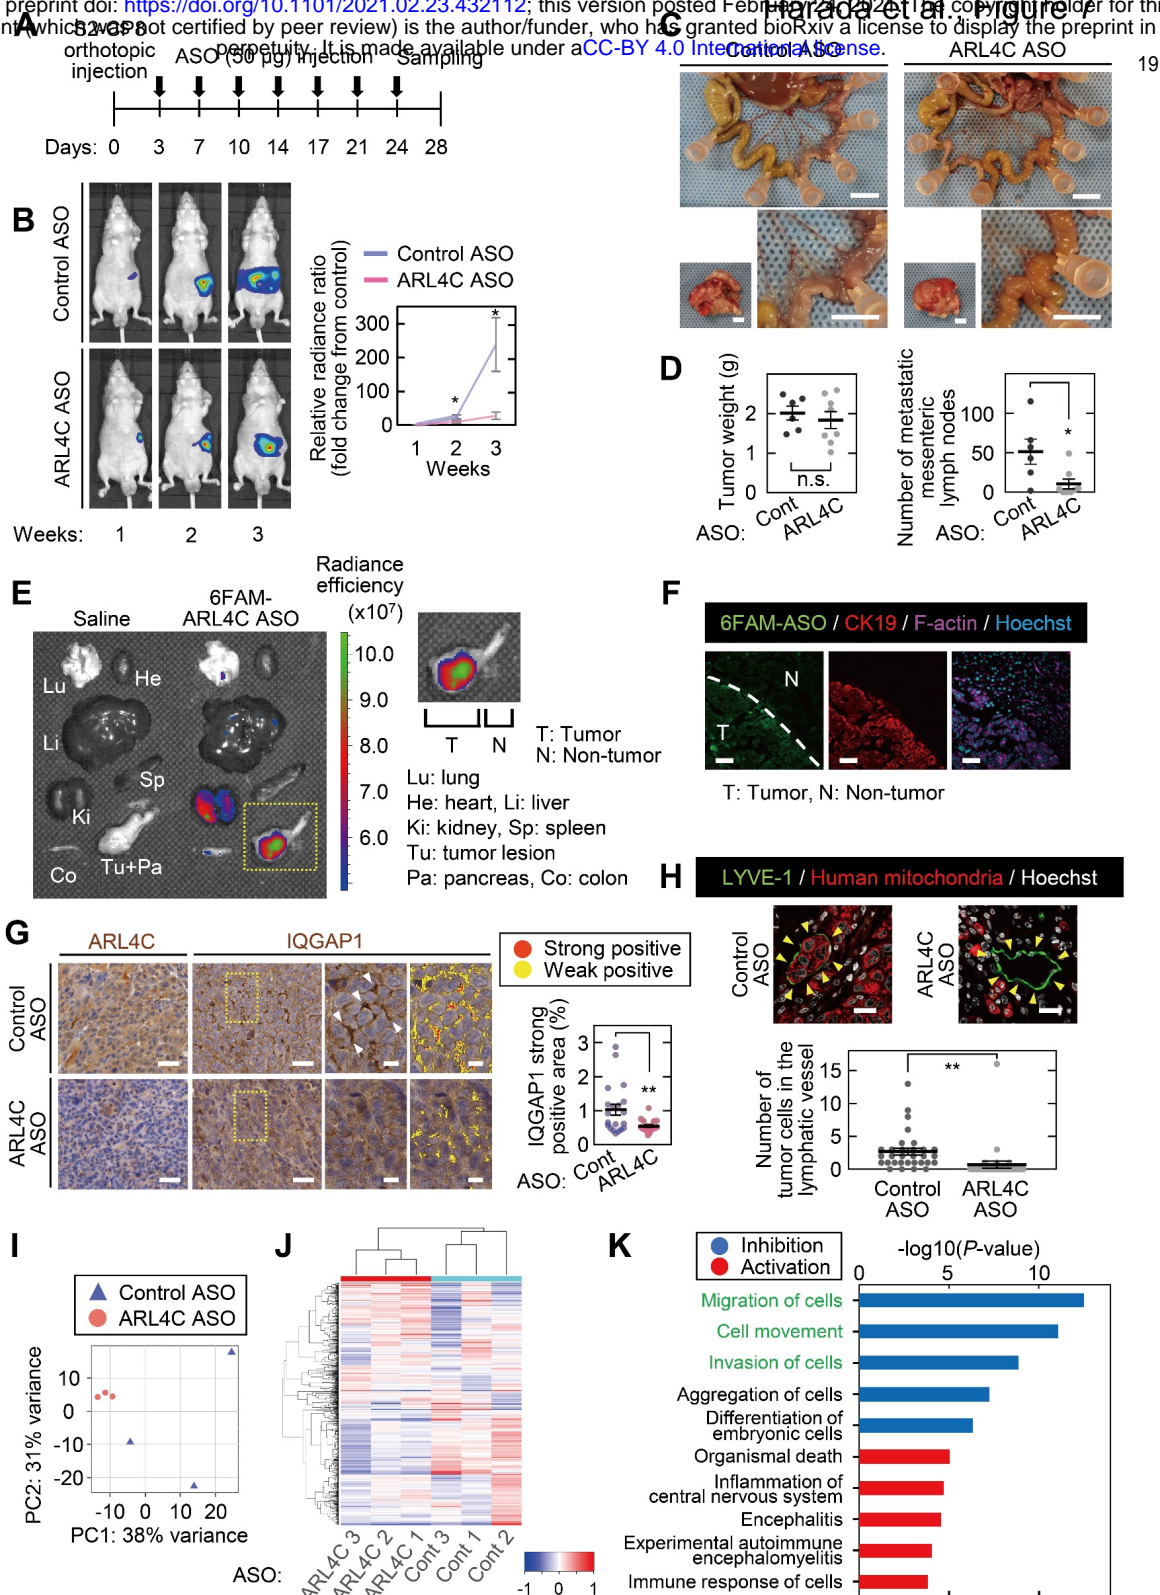 preprint doi: https://doi.org/10.1101/2021.02.23.432112; this version posted February 24, 2021. The copyright holder for thi
nt (which was not certified by peer review) is the author/funder, who has granted bioRxiv a license to display the preprint in
perpetuity. It is made available under aCC-BY 4.0 International license.
Harada et al., Figure 7
19
A
S2-CP8
orthotopic
injection
ASO (50 μg) injection
Sampling
Days: 0 3 7 10 14 17 21 24 28
B
Control ASO
ARL4C ASO
Weeks: 1 2 3
Control ASO
ARL4C ASO
Relative radiance ratio
(fold change from control)
300
200
100
0
*
*
1 2 3
Weeks
C
Control ASO
ARL4C ASO
D
Tumor weight (g)
2
1
0
n.s.
ASO: Cont ARL4C
Number of metastatic
mesenteric
lymph nodes
100
50
0
*
ASO: Cont ARL4C
E
Saline
6FAM-
ARL4C ASO
Lu
He
Li
Sp
Ki
Tu+Pa
Co
Radiance
efficiency
(x10⁷)
10.0
9.0
8.0
7.0
6.0
T N
T: Tumor
N: Non-tumor
Lu: lung
He: heart, Li: liver
Ki: kidney, Sp: spleen
Tu: tumor lesion
Pa: pancreas, Co: colon
F
6FAM-ASO / CK19 / F-actin / Hoechst
N
T
T: Tumor, N: Non-tumor
G
ARL4C
IQGAP1
Control
ASO
ARL4C
ASO
Strong positive
Weak positive
IQGAP1 strong
positive area (%)
3
2
1
0
**
ASO: Cont ARL4C
H
LYVE-1 / Human mitochondria / Hoechst
Control
ASO
ARL4C
ASO
Number of
tumor cells in the
lymphatic vessel
15
10
5
0
**
Control
ASO
ARL4C
ASO
I
Control ASO
ARL4C ASO
PC2: 31% variance
10
0
-10
-20
-10 0 10 20
PC1: 38% variance
J
ASO:
ARL4C 3
ARL4C 2
ARL4C 1
Cont 3
Cont 1
Cont 2
-1 0 1
K
Inhibition
Activation
-log10(P-value)
0 5 10
Migration of cells
Cell movement
Invasion of cells
Aggregation of cells
Differentiation of
embryonic cells
Organismal death
Inflammation of
central nervous system
Encephalitis
Experimental autoimmune
encephalomyelitis
Immune response of cells